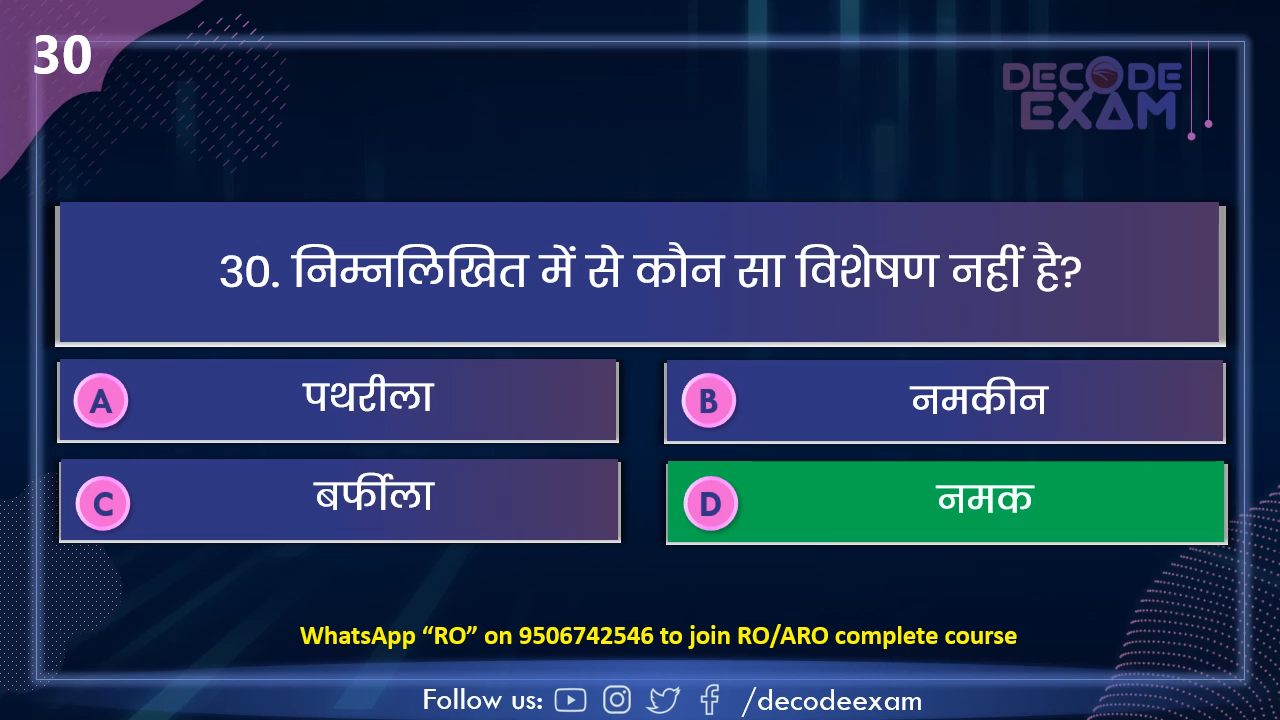 30
DECODE
EXAM
30. निम्नलिखित में से कौन सा विशेषण नहीं है?
A पथरीला
B नमकीन
C बर्फीला
D नमक
WhatsApp “RO” on 9506742546 to join RO/ARO complete course
Follow us: /decodeexam